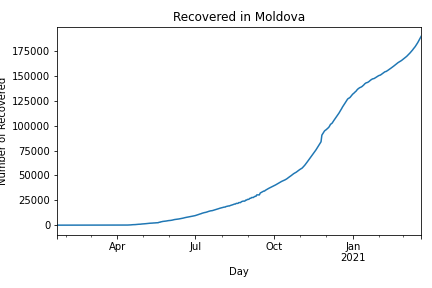 Recovered in Moldova
Number of Recovered
175000
150000
125000
100000
75000
50000
25000
0
Apr
Jul
Oct
Jan
2021
Day